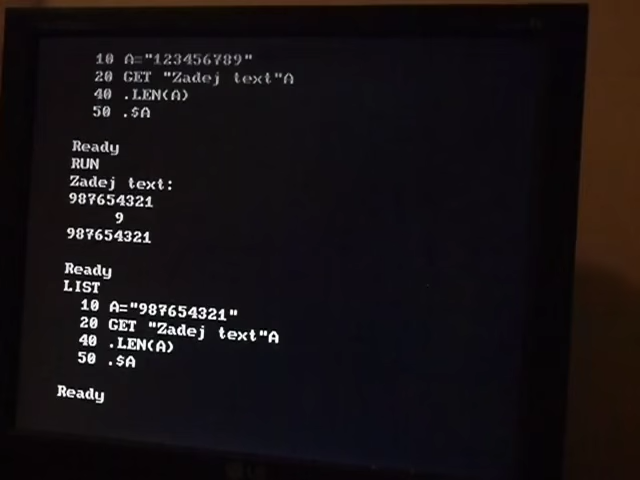 10 A="123456789"
20 GET "Zadej text"A
40 .LEN(A)
50 .$A
Ready
RUN
Zadej text:
987654321
9
987654321
Ready
LIST
10 A="987654321"
20 GET "Zadej text"A
40 .LEN(A)
50 .$A
Ready